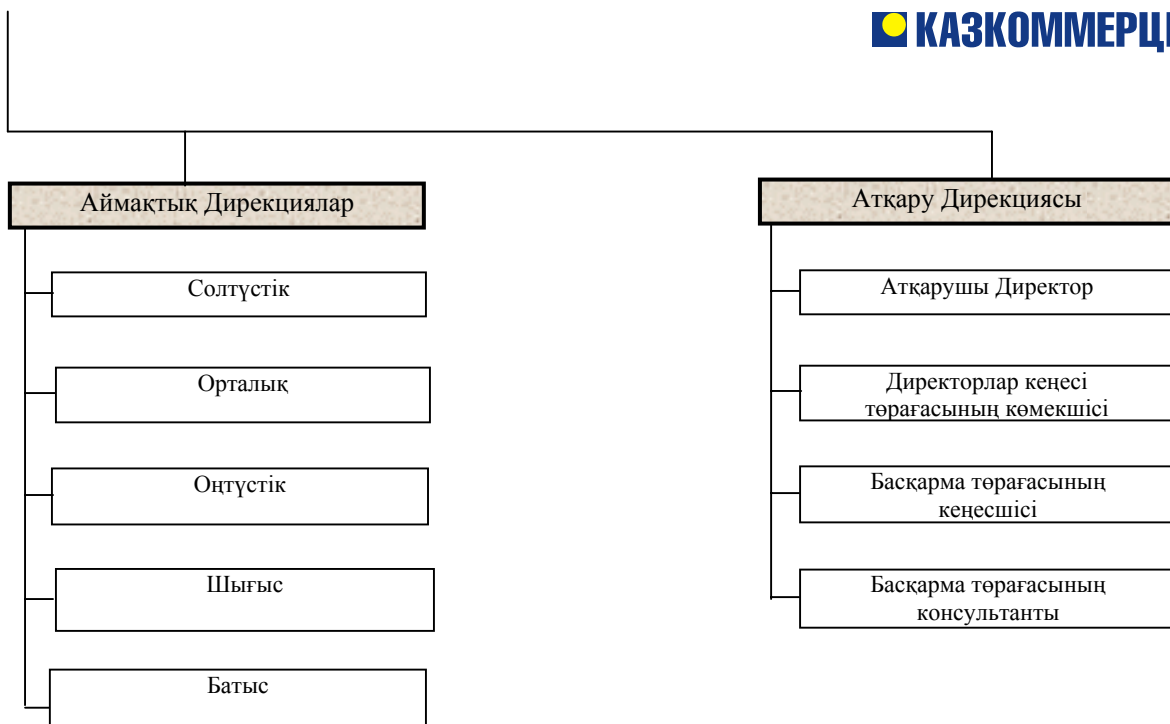 КАЗКОММЕРЦ
Аймақтық Дирекциялар
Солтүстік
Орталық
Оңтүстік
Шығыс
Батыс
Атқару Дирекциясы
Атқарушы Директор
Директорлар кеңесі
төрағасының көмекшісі
Басқарма төрағасының
кеңесшісі
Басқарма төрағасының
консультанты